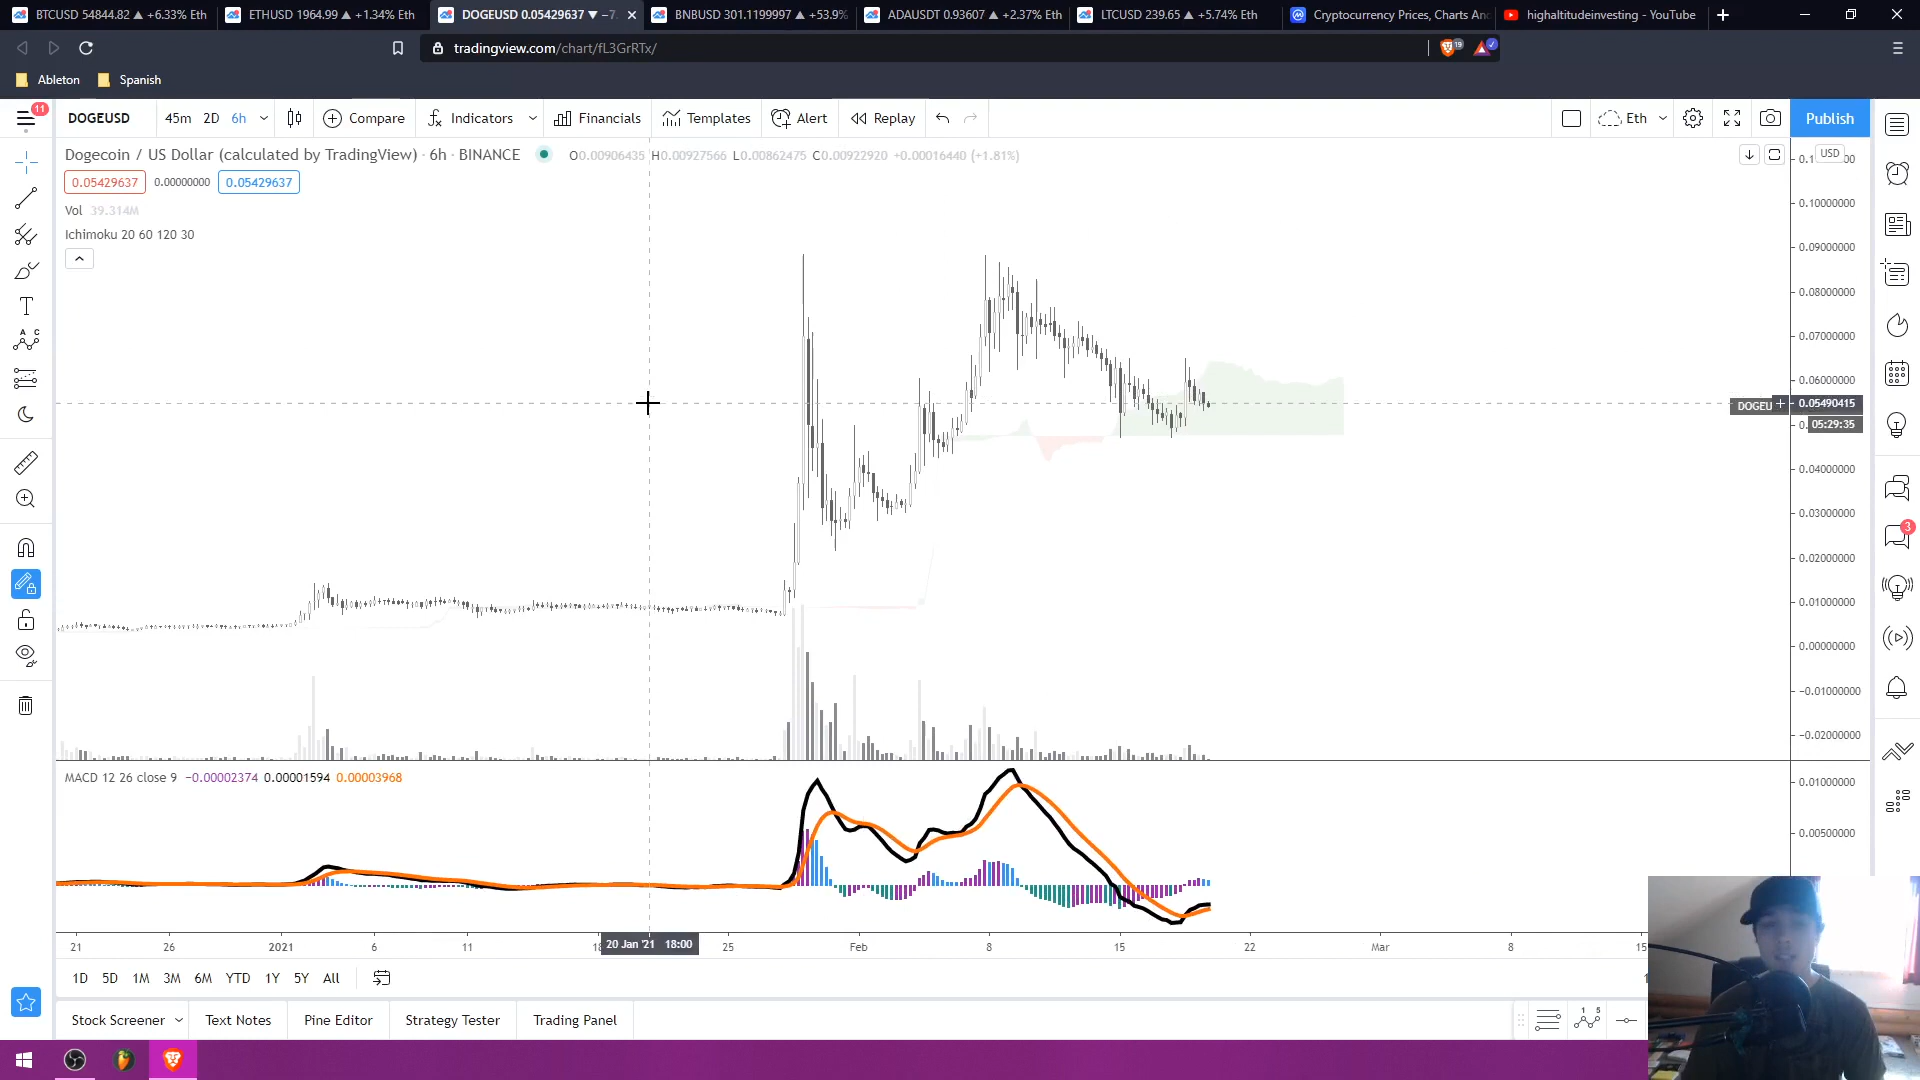 BTCUSD 54844.82 ▲ +6.33% Eth
ETHUSD 1964.99 ▲ +1.34% Eth
DOGEUSD 0.05429637 ▼ −7.
BNBUSD 301.1199997 ▲ +53.9%
ADAUSDT 0.93607 ▲ +2.37% Eth
LTCUSD 239.65 ▲ +5.74% Eth
Cryptocurrency Prices, Charts An
highaltitudeinvesting - YouTube
tradingview.com/chart/fL3GrRTx/
19
Ableton
Spanish
11
DOGEUSD
45m 2D 6h
Compare
Indicators
Financials
Templates
Alert
Replay
Eth
Publish
Dogecoin / US Dollar (calculated by TradingView) · 6h · BINANCE
O0.00906435 H0.00927566 L0.00862475 C0.00922920 +0.00016440 (+1.81%)
USD
0.05429637 0.00000000 0.05429637
Vol 39.314M
Ichimoku 20 60 120 30
0.10000000
0.09000000
0.08000000
0.07000000
0.06000000
DOGEU
0.05490415
05:29:35
0.04000000
0.03000000
0.02000000
0.01000000
0.00000000
−0.01000000
−0.02000000
3
MACD 12 26 close 9 −0.00002374 0.00001594 0.00003968
0.01000000
0.00500000
21 26 2021 6 11 18 20 Jan '21 18:00 25 Feb 8 15 22 Mar 8 15
1D 5D 1M 3M 6M YTD 1Y 5Y All
Stock Screener
Text Notes
Pine Editor
Strategy Tester
Trading Panel
1 5